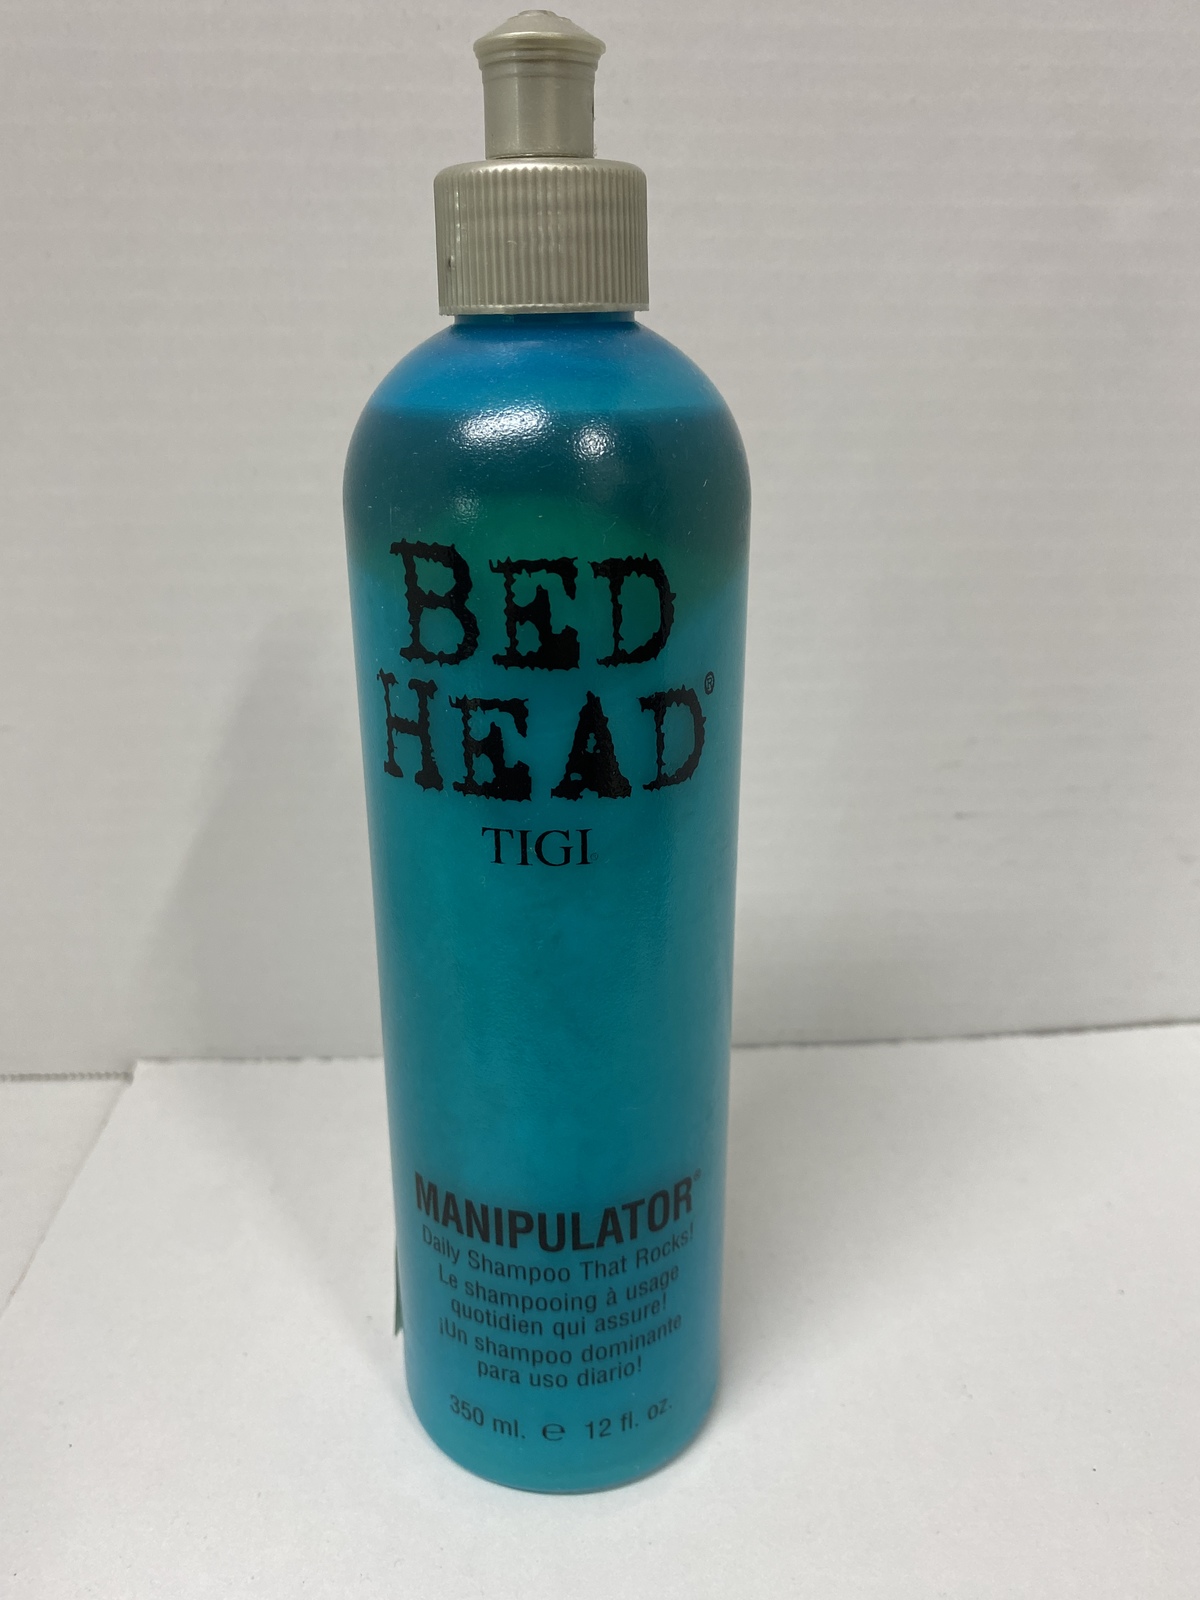 BED
HEAD®
TIGI®
MANIPULATOR®
Daily Shampoo That Rocks!
Le shampooing à usage
quotidien qui assure!
¡Un shampoo dominante
para uso diario!
350 ml. ℮ 12 fl. oz.